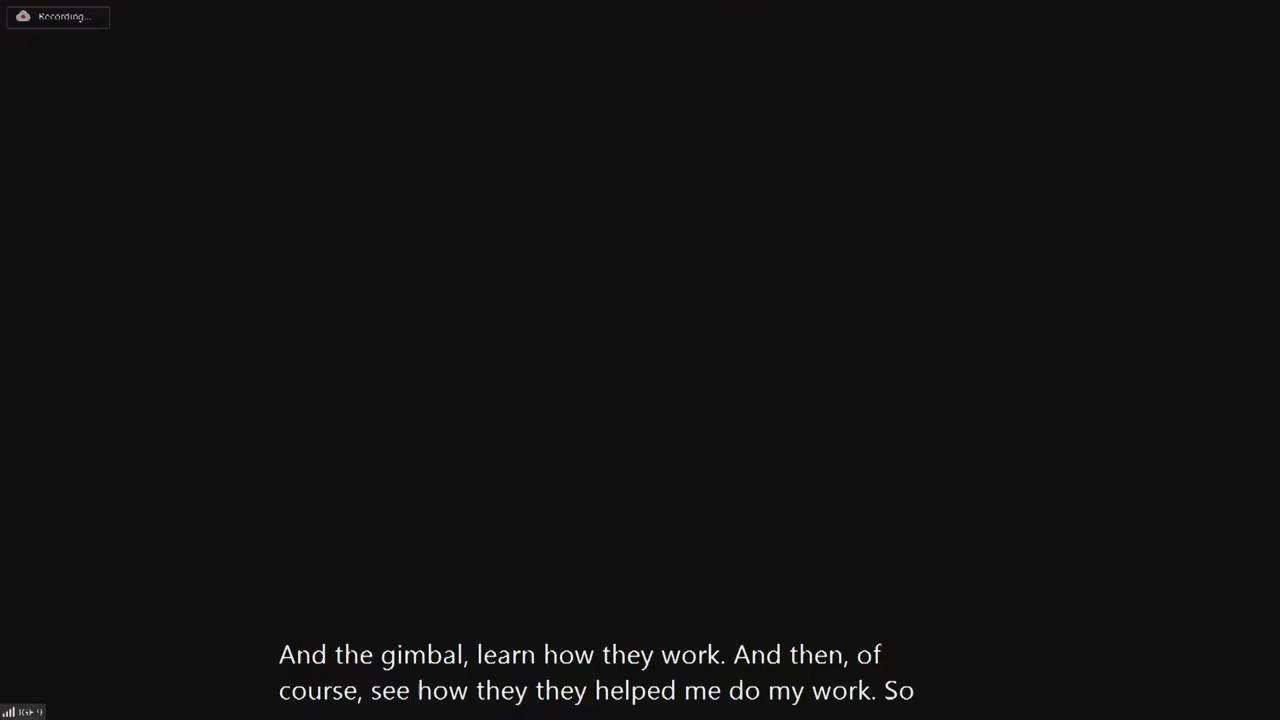 Recording...
And the gimbal, learn how they work. And then, of
course, see how they they helped me do my work. So